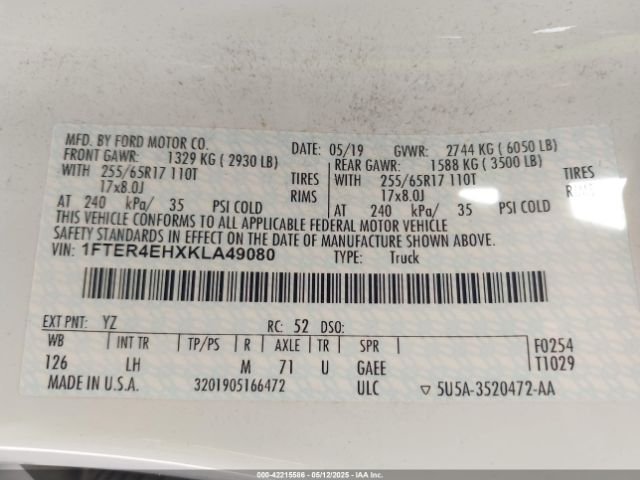 MFD. BY FORD MOTOR CO. DATE: 05/19 GVWR: 2744 KG ( 6050 LB)
FRONT GAWR: 1329 KG ( 2930 LB) REAR GAWR: 1588 KG ( 3500 LB)
WITH 255/65R17 110T TIRES WITH 255/65R17 110T TIRES
17x8.0J RIMS 17x8.0J RIMS
AT 240 kPa/ 35 PSI COLD AT 240 kPa/ 35 PSI COLD
THIS VEHICLE CONFORMS TO ALL APPLICABLE FEDERAL MOTOR VEHICLE
SAFETY STANDARDS IN EFFECT ON THE DATE OF MANUFACTURE SHOWN ABOVE.
VIN: 1FTER4EHXKLA49080 TYPE: Truck
EXT PNT: YZ RC: 52 DSO:
WB INT TR TP/PS R AXLE TR SPR F0254
126 LH M 71 U GAEE T1029
MADE IN U.S.A. 3201905166472 ULC ▽ 5U5A-3520472-AA
000-42215586 - 05/12/2025 - IAA, Inc.